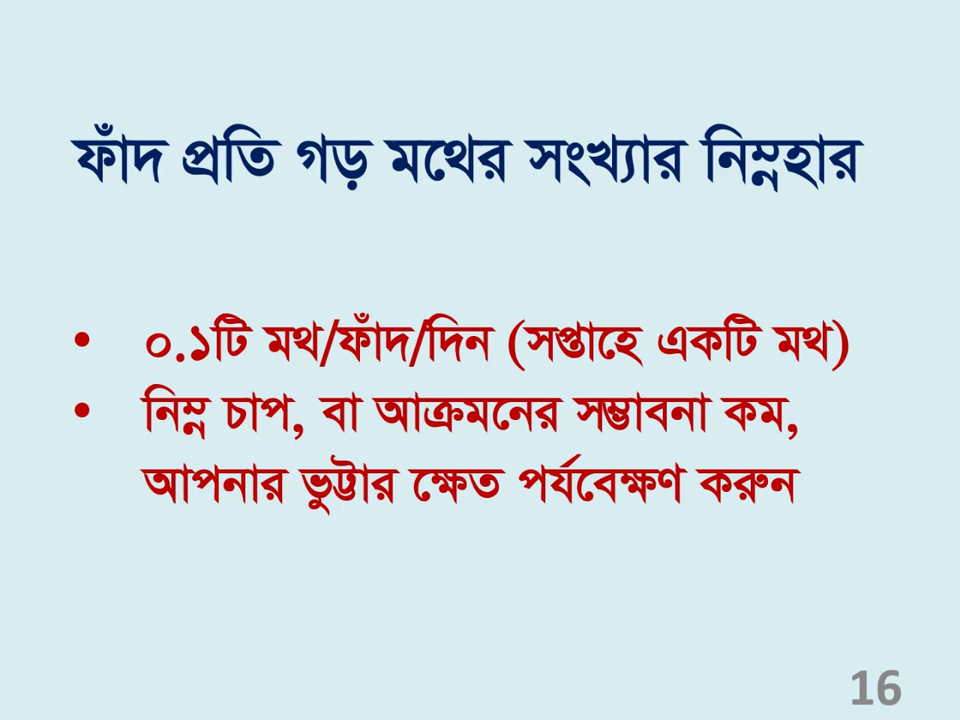 ফাঁদ প্রতি গড় মথের সংখ্যার নিম্নহার
• ০.১টি মথ/ফাঁদ/দিন (সপ্তাহে একটি মথ)
• নিম্ন চাপ, বা আক্রমনের সম্ভাবনা কম,
আপনার ভুট্টার ক্ষেত পর্যবেক্ষণ করুন
16